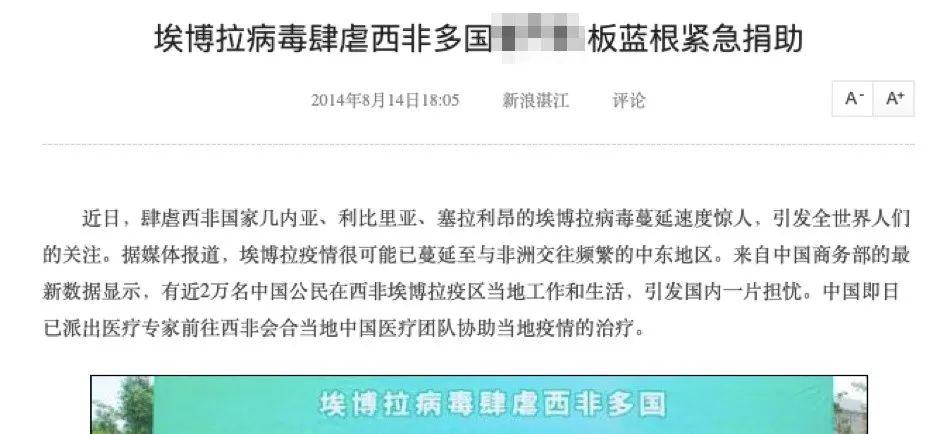 埃博拉病毒肆虐西非多国 板蓝根紧急捐助
2014年8月14日18:05 新浪湛江 评论 A- A+
近日，肆虐西非国家几内亚、利比里亚、塞拉利昂的埃博拉病毒蔓延速度惊人，引发全世界人们
的关注。据媒体报道，埃博拉疫情很可能已蔓延至与非洲交往频繁的中东地区。来自中国商务部的最
新数据显示，有近2万名中国公民在西非埃博拉疫区当地工作和生活，引发国内一片担忧。中国即日
已派出医疗专家前往西非会合当地中国医疗团队协助当地疫情的治疗。
埃博拉病毒肆虐西非多国